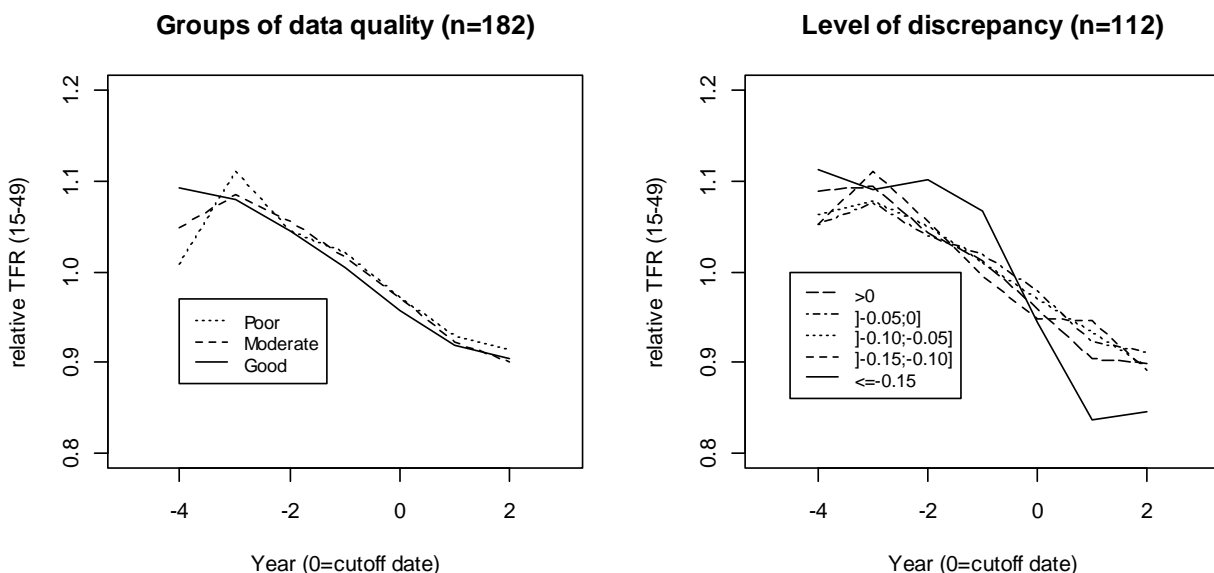 Groups of data quality (n=182)
relative TFR (15-49)
1.2
1.1
1.0
0.9
0.8
Poor
Moderate
Good
-4
-2
0
2
Year (0=cutoff date)
Level of discrepancy (n=112)
relative TFR (15-49)
1.2
1.1
1.0
0.9
0.8
>0
]-0.05;0]
]-0.10;-0.05]
]-0.15;-0.10]
<=-0.15
-4
-2
0
2
Year (0=cutoff date)